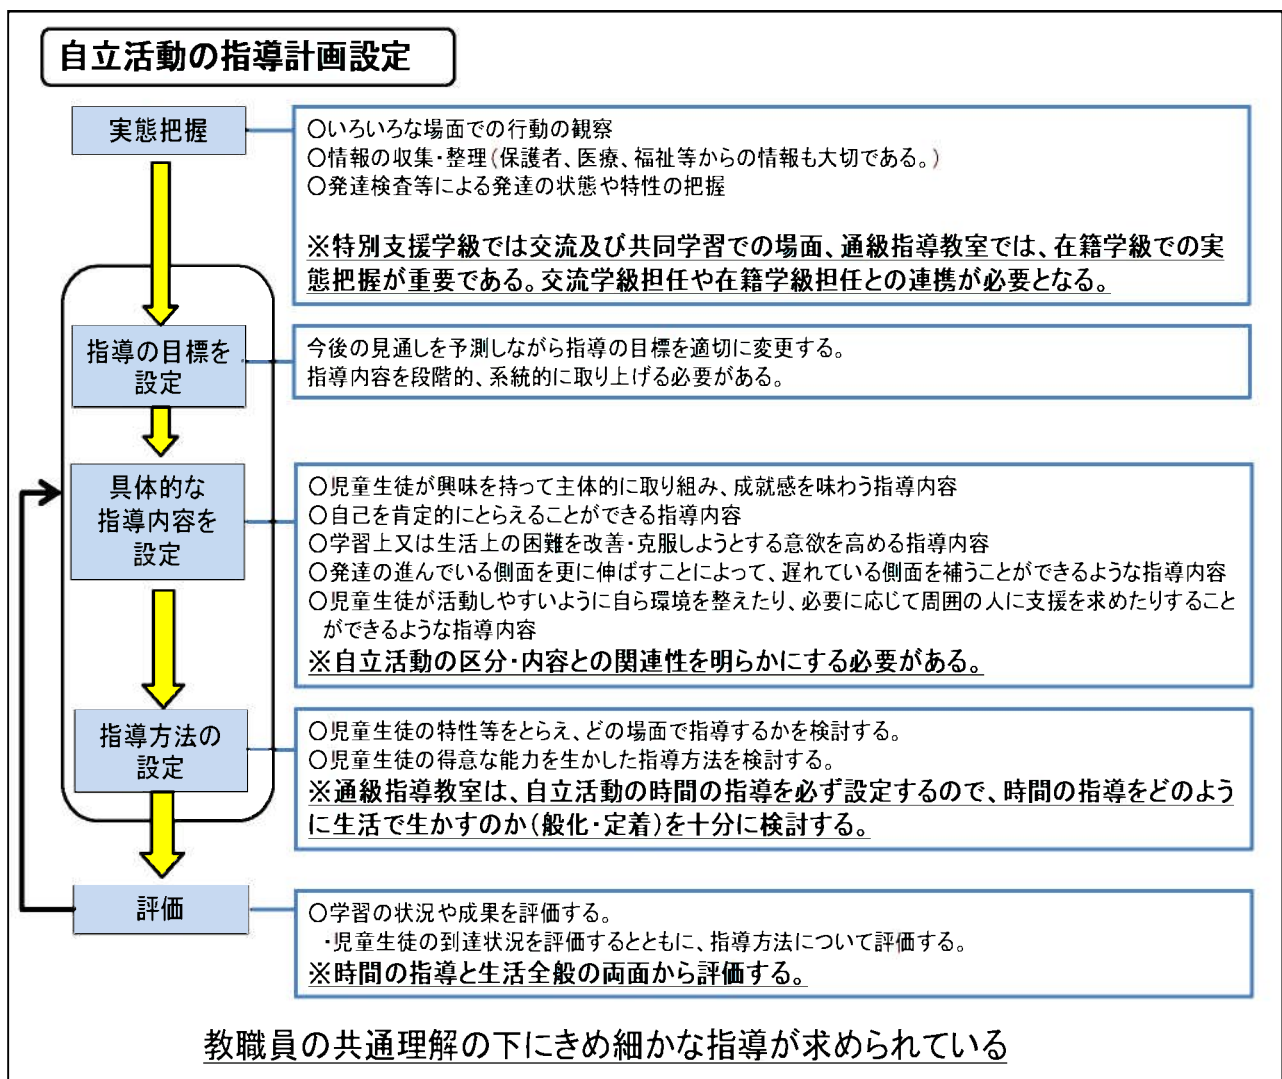 自立活動の指導計画設定
実態把握
○いろいろな場面での行動の観察
○情報の収集・整理(保護者、医療、福祉等からの情報も大切である。)
○発達検査等による発達の状態や特性の把握
※特別支援学級では交流及び共同学習での場面、通級指導教室では、在籍学級での実
態把握が重要である。交流学級担任や在籍学級担任との連携が必要となる。
指導の目標を
設定
今後の見通しを予測しながら指導の目標を適切に変更する。
指導内容を段階的、系統的に取り上げる必要がある。
具体的な
指導内容を
設定
○児童生徒が興味を持って主体的に取り組み、成就感を味わう指導内容
○自己を肯定的にとらえることができる指導内容
○学習上又は生活上の困難を改善・克服しようとする意欲を高める指導内容
○発達の進んでいる側面を更に伸ばすことによって、遅れている側面を補うことができるような指導内容
○児童生徒が活動しやすいように自ら環境を整えたり、必要に応じて周囲の人に支援を求めたりすること
ができるような指導内容
※自立活動の区分・内容との関連性を明らかにする必要がある。
指導方法の
設定
○児童生徒の特性等をとらえ、どの場面で指導するかを検討する。
○児童生徒の得意な能力を生かした指導方法を検討する。
※通級指導教室は、自立活動の時間の指導を必ず設定するので、時間の指導をどのよう
に生活で生かすのか(般化・定着)を十分に検討する。
評価
○学習の状況や成果を評価する。
・児童生徒の到達状況を評価するとともに、指導方法について評価する。
※時間の指導と生活全般の両面から評価する。
教職員の共通理解の下にきめ細かな指導が求められている